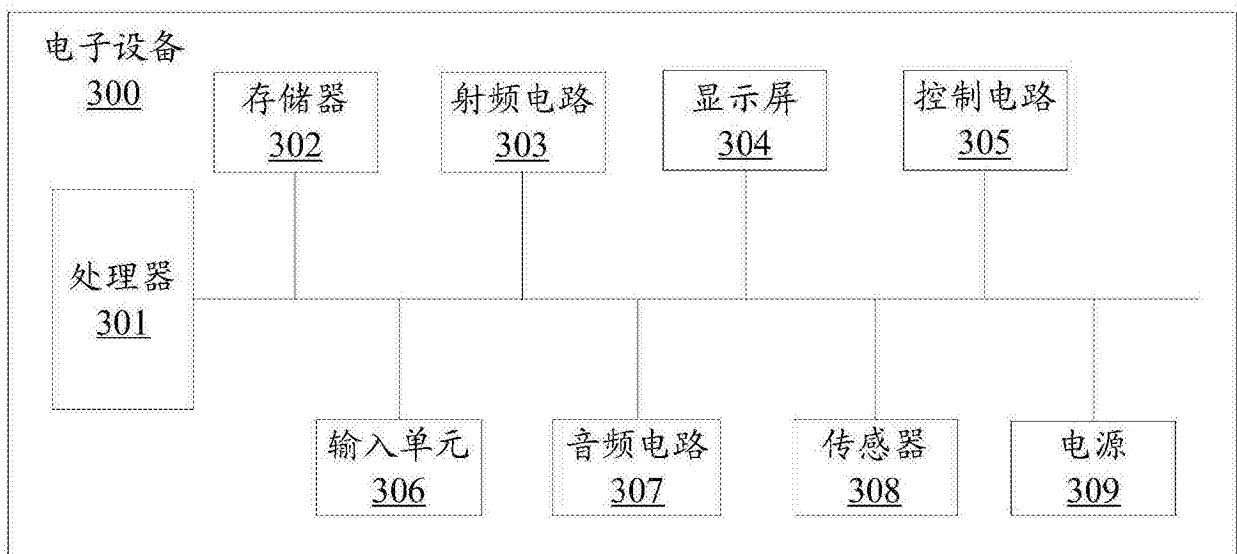 电子设备
300
存储器
302
射频电路
303
显示屏
304
控制电路
305
处理器
301
输入单元
306
音频电路
307
传感器
308
电源
309